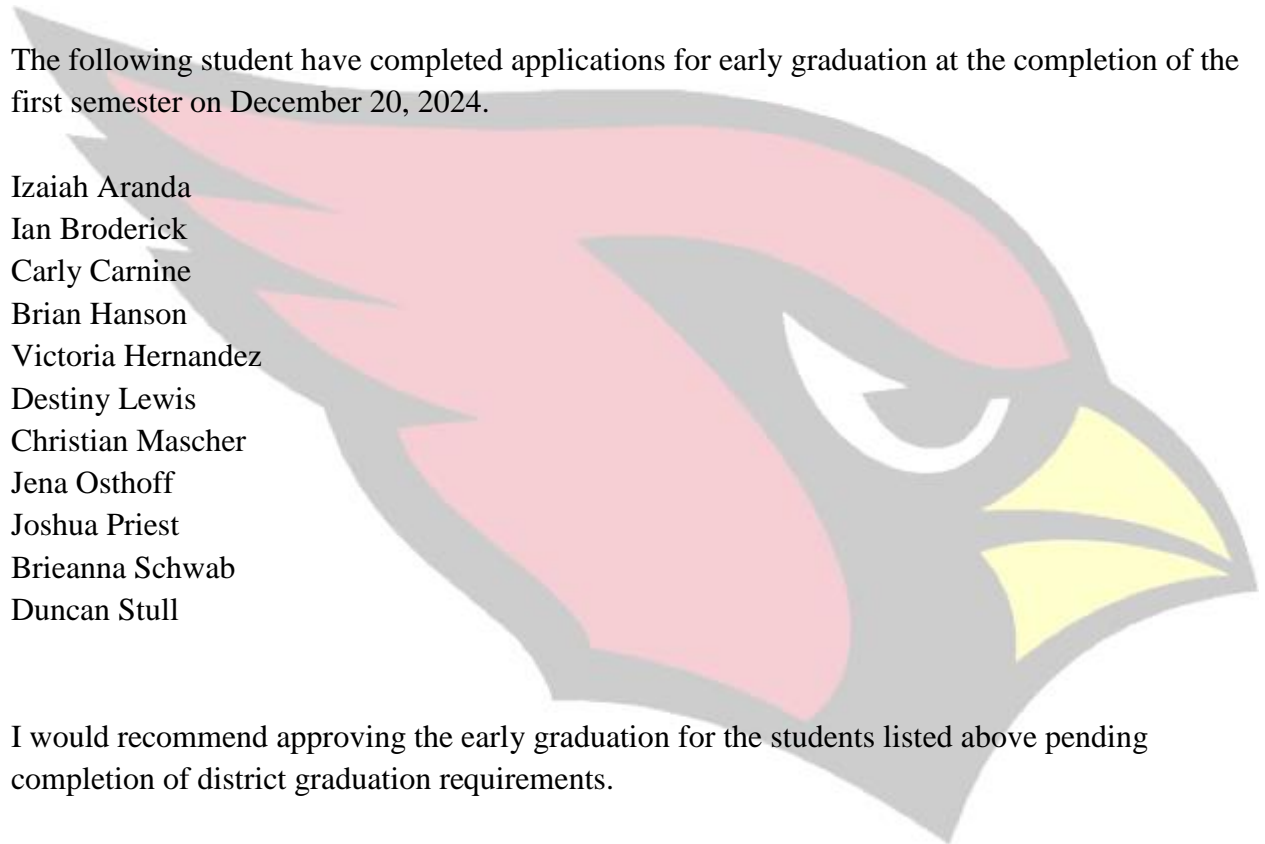 The following student have completed applications for early graduation at the completion of the
first semester on December 20, 2024.
Izaiah Aranda
Ian Broderick
Carly Carnine
Brian Hanson
Victoria Hernandez
Destiny Lewis
Christian Mascher
Jena Osthoff
Joshua Priest
Brieanna Schwab
Duncan Stull
I would recommend approving the early graduation for the students listed above pending
completion of district graduation requirements.